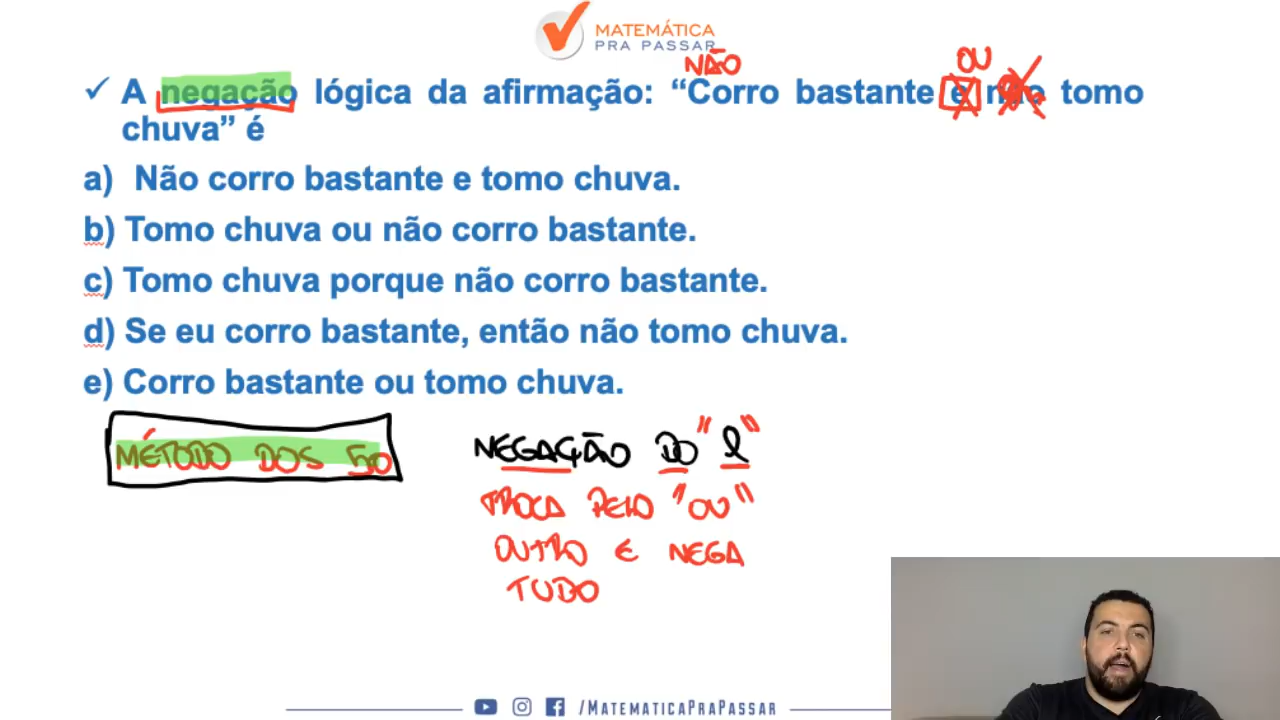 MATEMÁTICA
PRA PASSAR
NÃO
OU
✓ A negação lógica da afirmação: “Corro bastante e não tomo
chuva” é
a) Não corro bastante e tomo chuva.
b) Tomo chuva ou não corro bastante.
c) Tomo chuva porque não corro bastante.
d) Se eu corro bastante, então não tomo chuva.
e) Corro bastante ou tomo chuva.
MÉTODO DOS 50
NEGAÇÃO DO "E"
TROCA PELO "OU"
OUTRO E NEGA
TUDO
/MATEMATICAPRAPASSAR